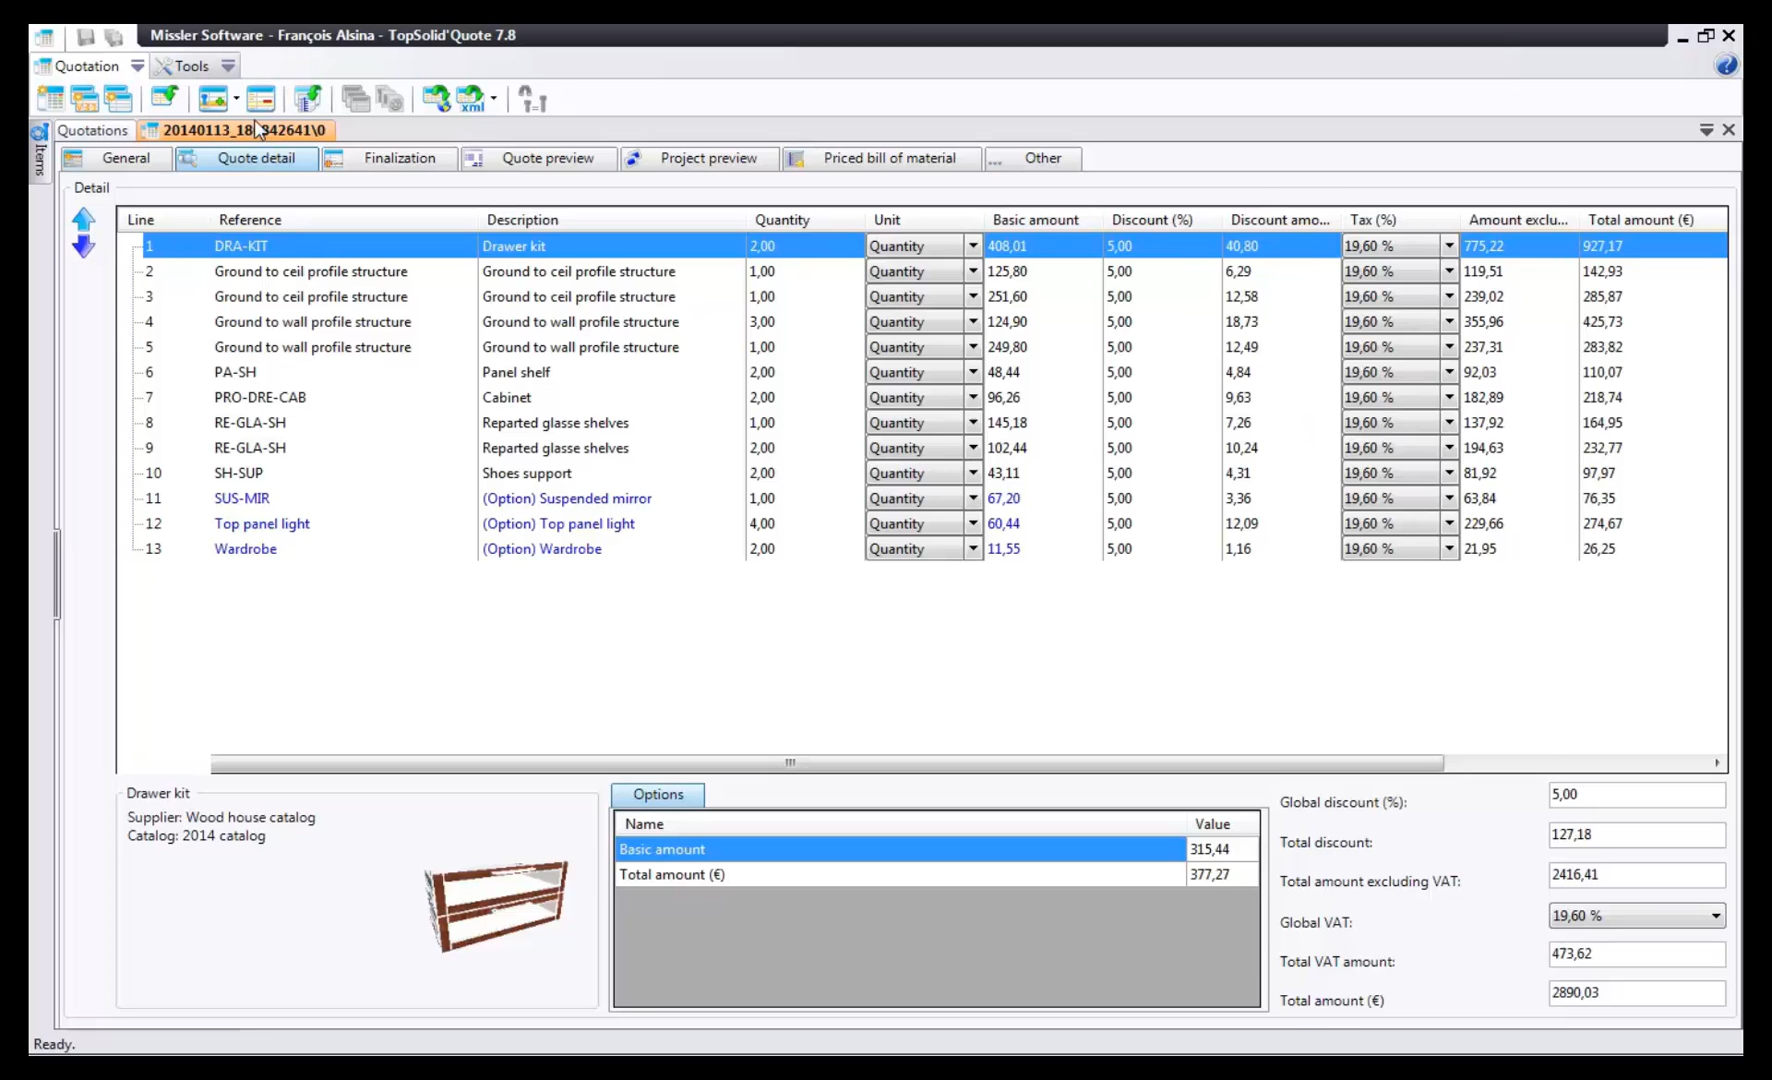 Missler Software - François Alsina - TopSolid'Quote 7.8
Quotation Tools
xml
Quotations 20140113_18 342641\0
Items
General Quote detail Finalization Quote preview Project preview Priced bill of material ... Other
Detail
Line Reference Description Quantity Unit Basic amount Discount (%) Discount amo... Tax (%) Amount exclu... Total amount (€)
1 DRA-KIT Drawer kit 2,00 Quantity 408,01 5,00 40,80 19,60 % 775,22 927,17
2 Ground to ceil profile structure Ground to ceil profile structure 1,00 Quantity 125,80 5,00 6,29 19,60 % 119,51 142,93
3 Ground to ceil profile structure Ground to ceil profile structure 1,00 Quantity 251,60 5,00 12,58 19,60 % 239,02 285,87
4 Ground to wall profile structure Ground to wall profile structure 3,00 Quantity 124,90 5,00 18,73 19,60 % 355,96 425,73
5 Ground to wall profile structure Ground to wall profile structure 1,00 Quantity 249,80 5,00 12,49 19,60 % 237,31 283,82
6 PA-SH Panel shelf 2,00 Quantity 48,44 5,00 4,84 19,60 % 92,03 110,07
7 PRO-DRE-CAB Cabinet 2,00 Quantity 96,26 5,00 9,63 19,60 % 182,89 218,74
8 RE-GLA-SH Reparted glasse shelves 1,00 Quantity 145,18 5,00 7,26 19,60 % 137,92 164,95
9 RE-GLA-SH Reparted glasse shelves 2,00 Quantity 102,44 5,00 10,24 19,60 % 194,63 232,77
10 SH-SUP Shoes support 2,00 Quantity 43,11 5,00 4,31 19,60 % 81,92 97,97
11 SUS-MIR (Option) Suspended mirror 1,00 Quantity 67,20 5,00 3,36 19,60 % 63,84 76,35
12 Top panel light (Option) Top panel light 4,00 Quantity 60,44 5,00 12,09 19,60 % 229,66 274,67
13 Wardrobe (Option) Wardrobe 2,00 Quantity 11,55 5,00 1,16 19,60 % 21,95 26,25
Drawer kit
Supplier: Wood house catalog
Catalog: 2014 catalog
Options
Name Value
Basic amount 315,44
Total amount (€) 377,27
Global discount (%): 5,00
Total discount: 127,18
Total amount excluding VAT: 2416,41
Global VAT: 19,60 %
Total VAT amount: 473,62
Total amount (€) 2890,03
Ready.